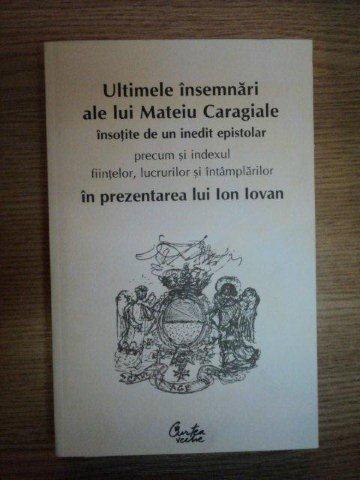 Ultimele însemnări
ale lui Mateiu Caragiale
însoțite de un inedit epistolar
precum și indexul
ființelor, lucrurilor și întâmplărilor
în prezentarea lui Ion Iovan
Curtea
veche